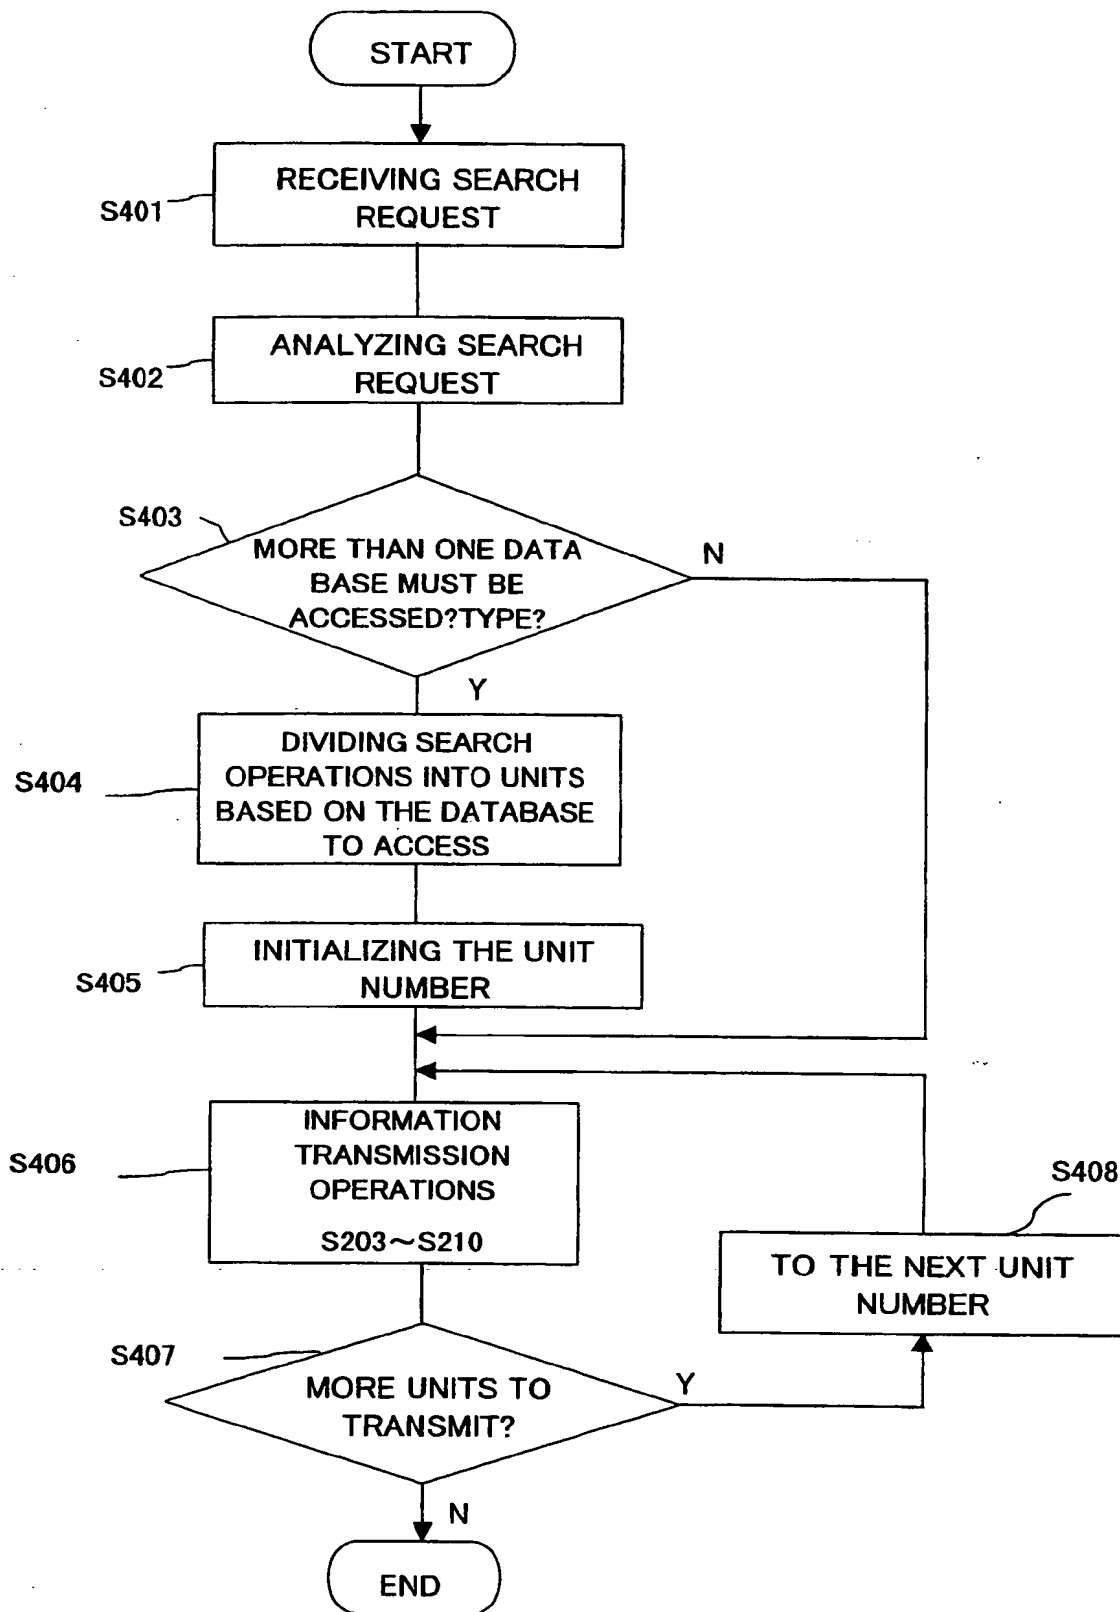 START
RECEIVING SEARCH
REQUEST
S401
ANALYZING SEARCH
REQUEST
S402
S403
MORE THAN ONE DATA
BASE MUST BE
ACCESSED?TYPE?
N
Y
DIVIDING SEARCH
OPERATIONS INTO UNITS
BASED ON THE DATABASE
TO ACCESS
S404
INITIALIZING THE UNIT
NUMBER
S405
INFORMATION
TRANSMISSION
OPERATIONS
S203～S210
S406
S408
TO THE NEXT UNIT
NUMBER
S407
MORE UNITS TO
TRANSMIT?
Y
N
END